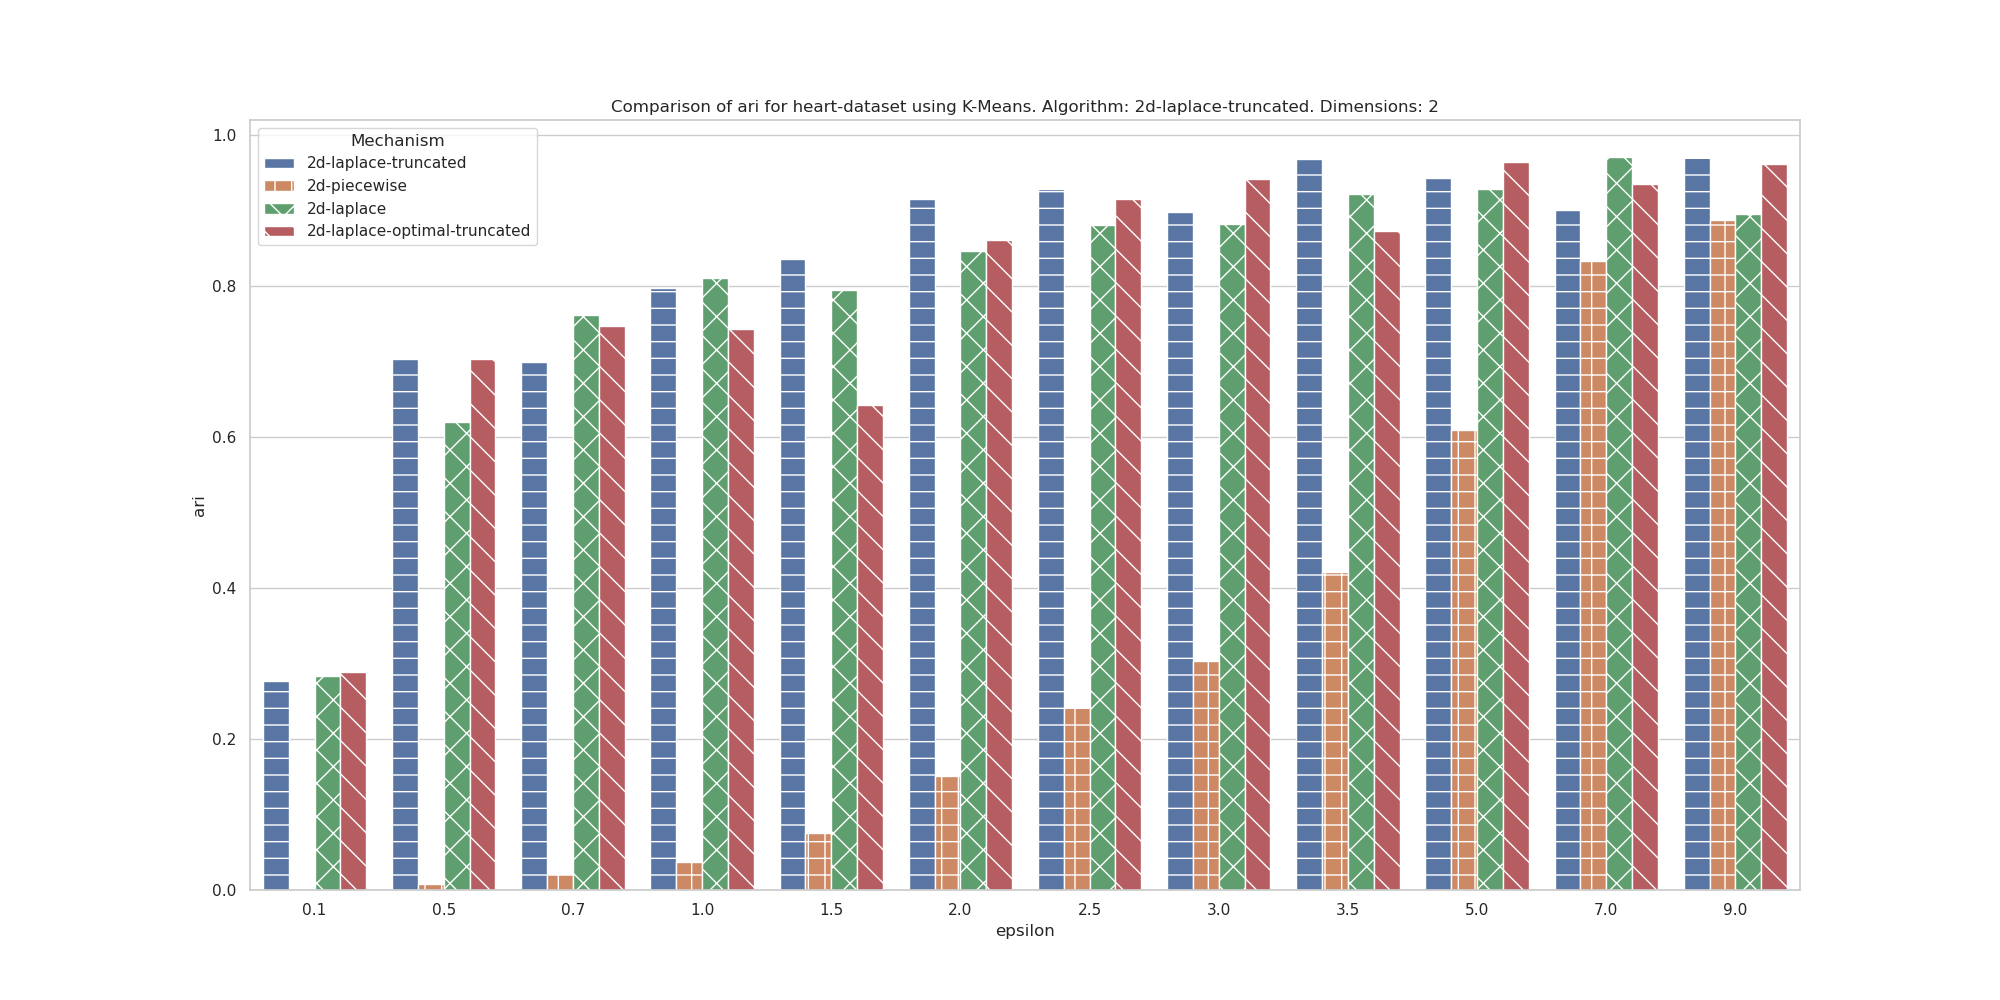 Comparison of ari for heart-dataset using K-Means. Algorithm: 2d-laplace-truncated. Dimensions: 2
Mechanism
2d-laplace-truncated
2d-piecewise
2d-laplace
2d-laplace-optimal-truncated
1.0
0.8
0.6
0.4
0.2
0.0
ari
0.1 0.5 0.7 1.0 1.5 2.0 2.5 3.0 3.5 5.0 7.0 9.0
epsilon